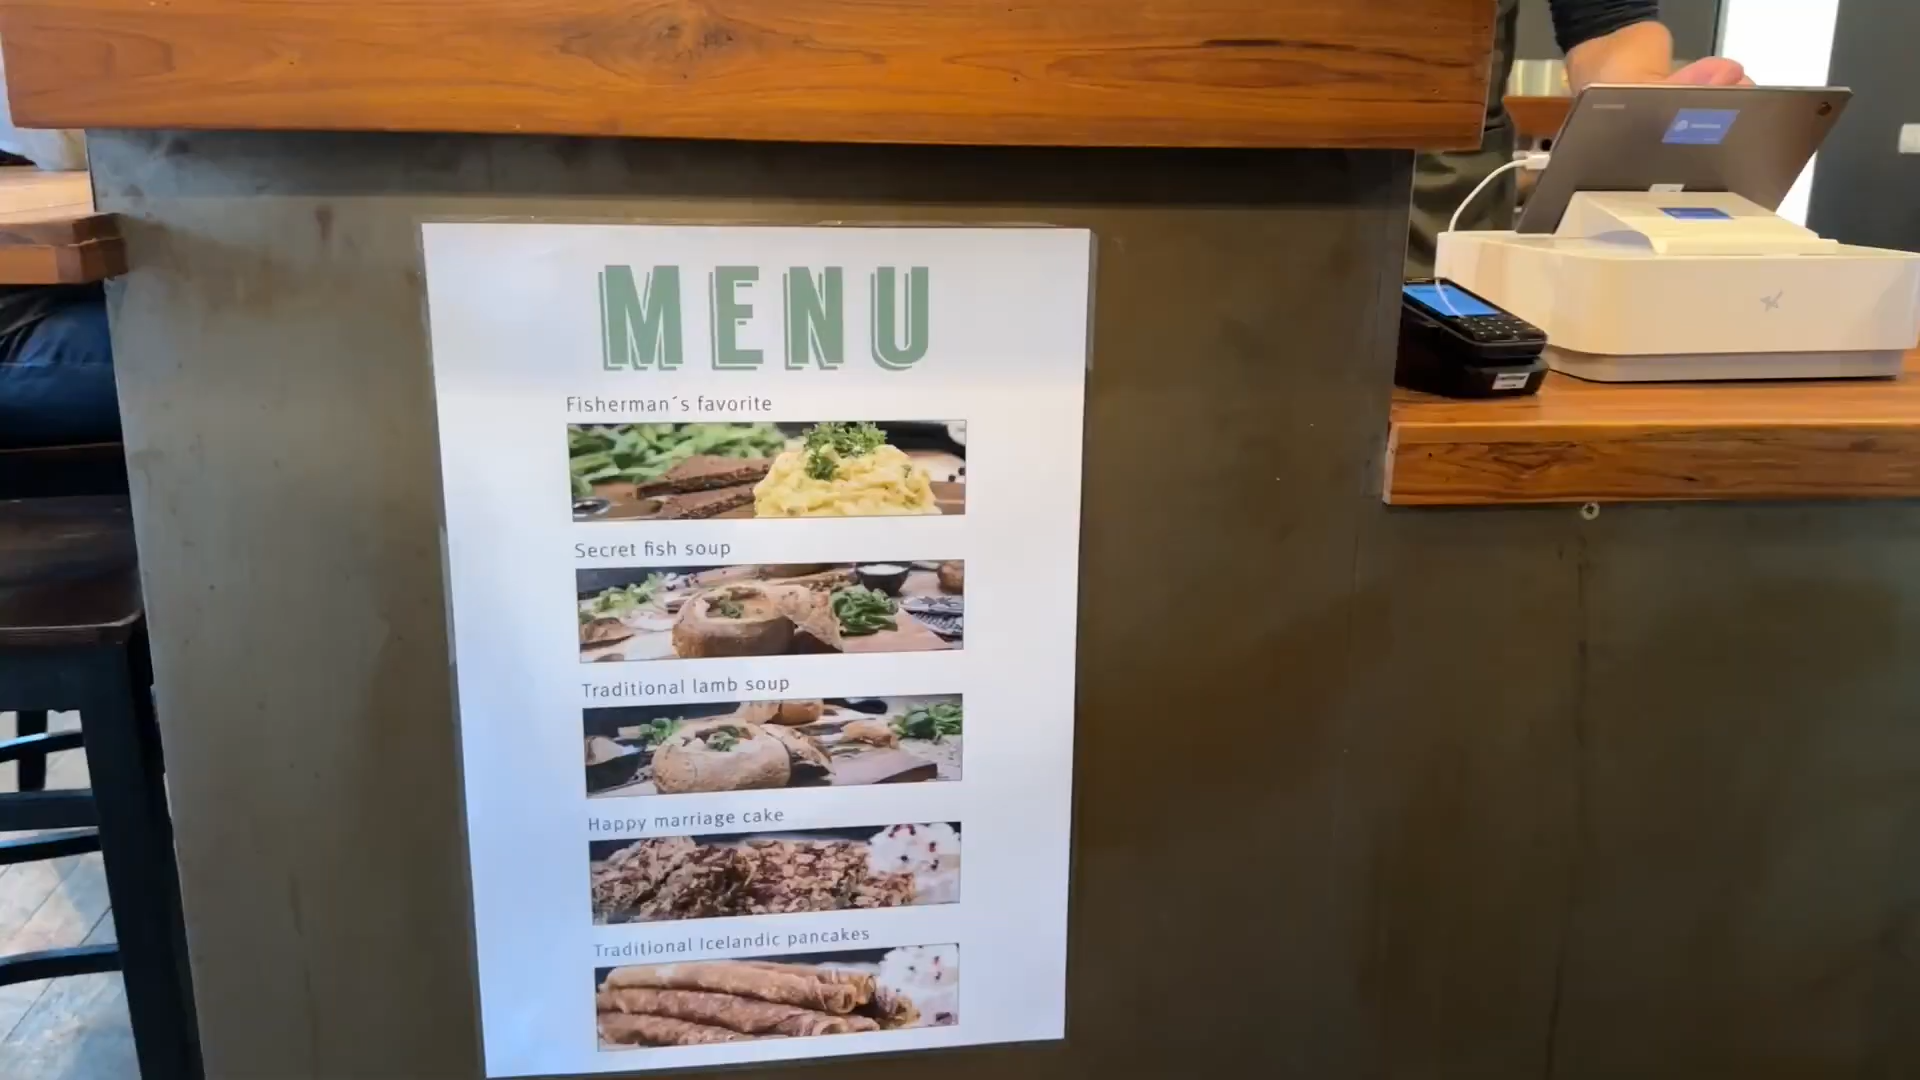 MENU
Fisherman´s favorite
Secret fish soup
Traditional lamb soup
Happy marriage cake
Traditional Icelandic pancakes